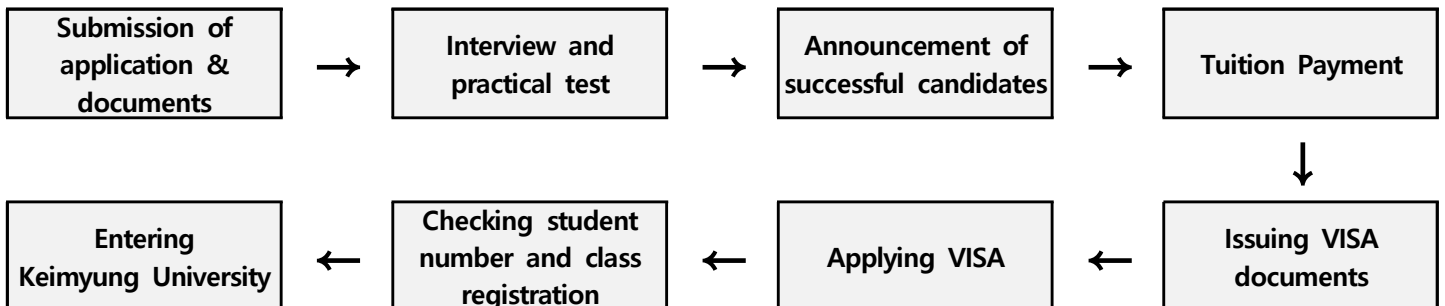 Submission of
application &
documents
→
Interview and
practical test
→
Announcement of
successful candidates
→
Tuition Payment
↓
Issuing VISA
documents
←
Applying VISA
←
Checking student
number and class
registration
←
Entering
Keimyung University